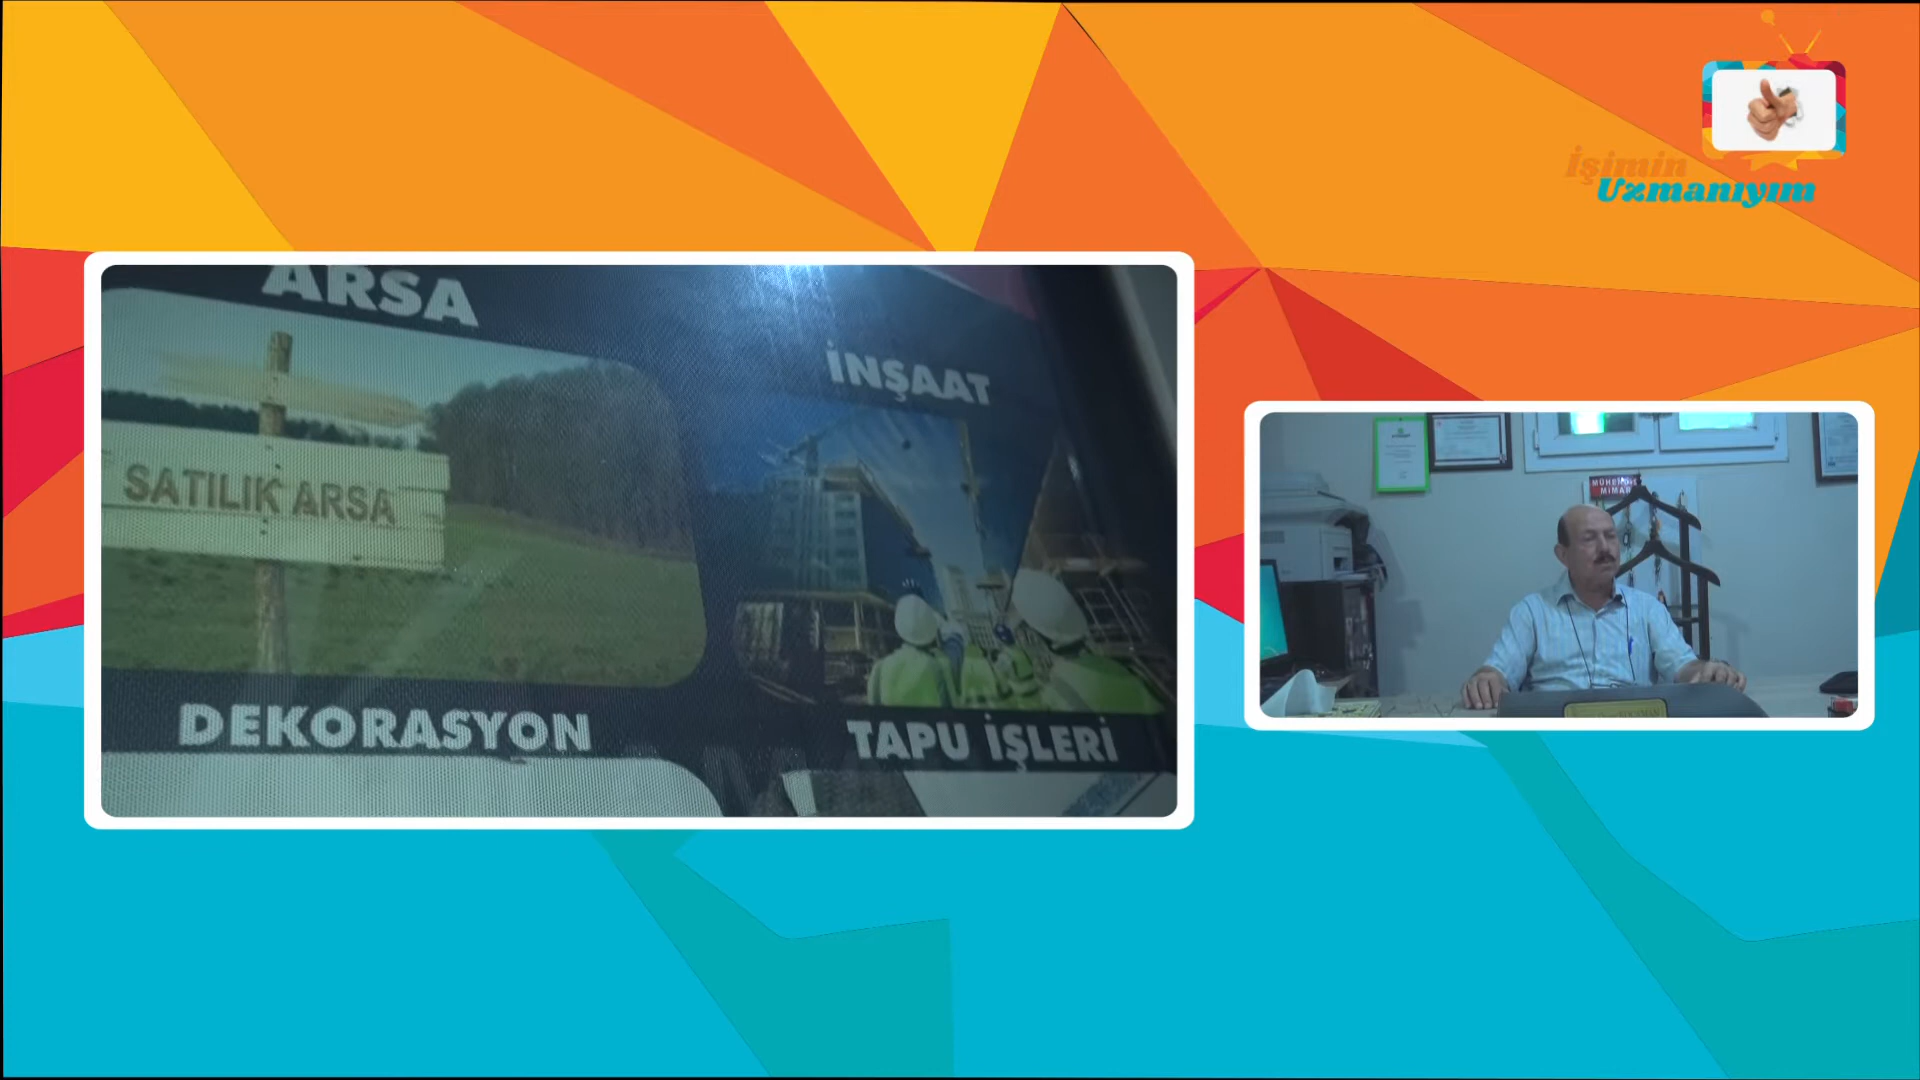 İşimin
Uzmanıyım
ARSA
İNŞAAT
SATILIK ARSA
DEKORASYON
TAPU İŞLERİ